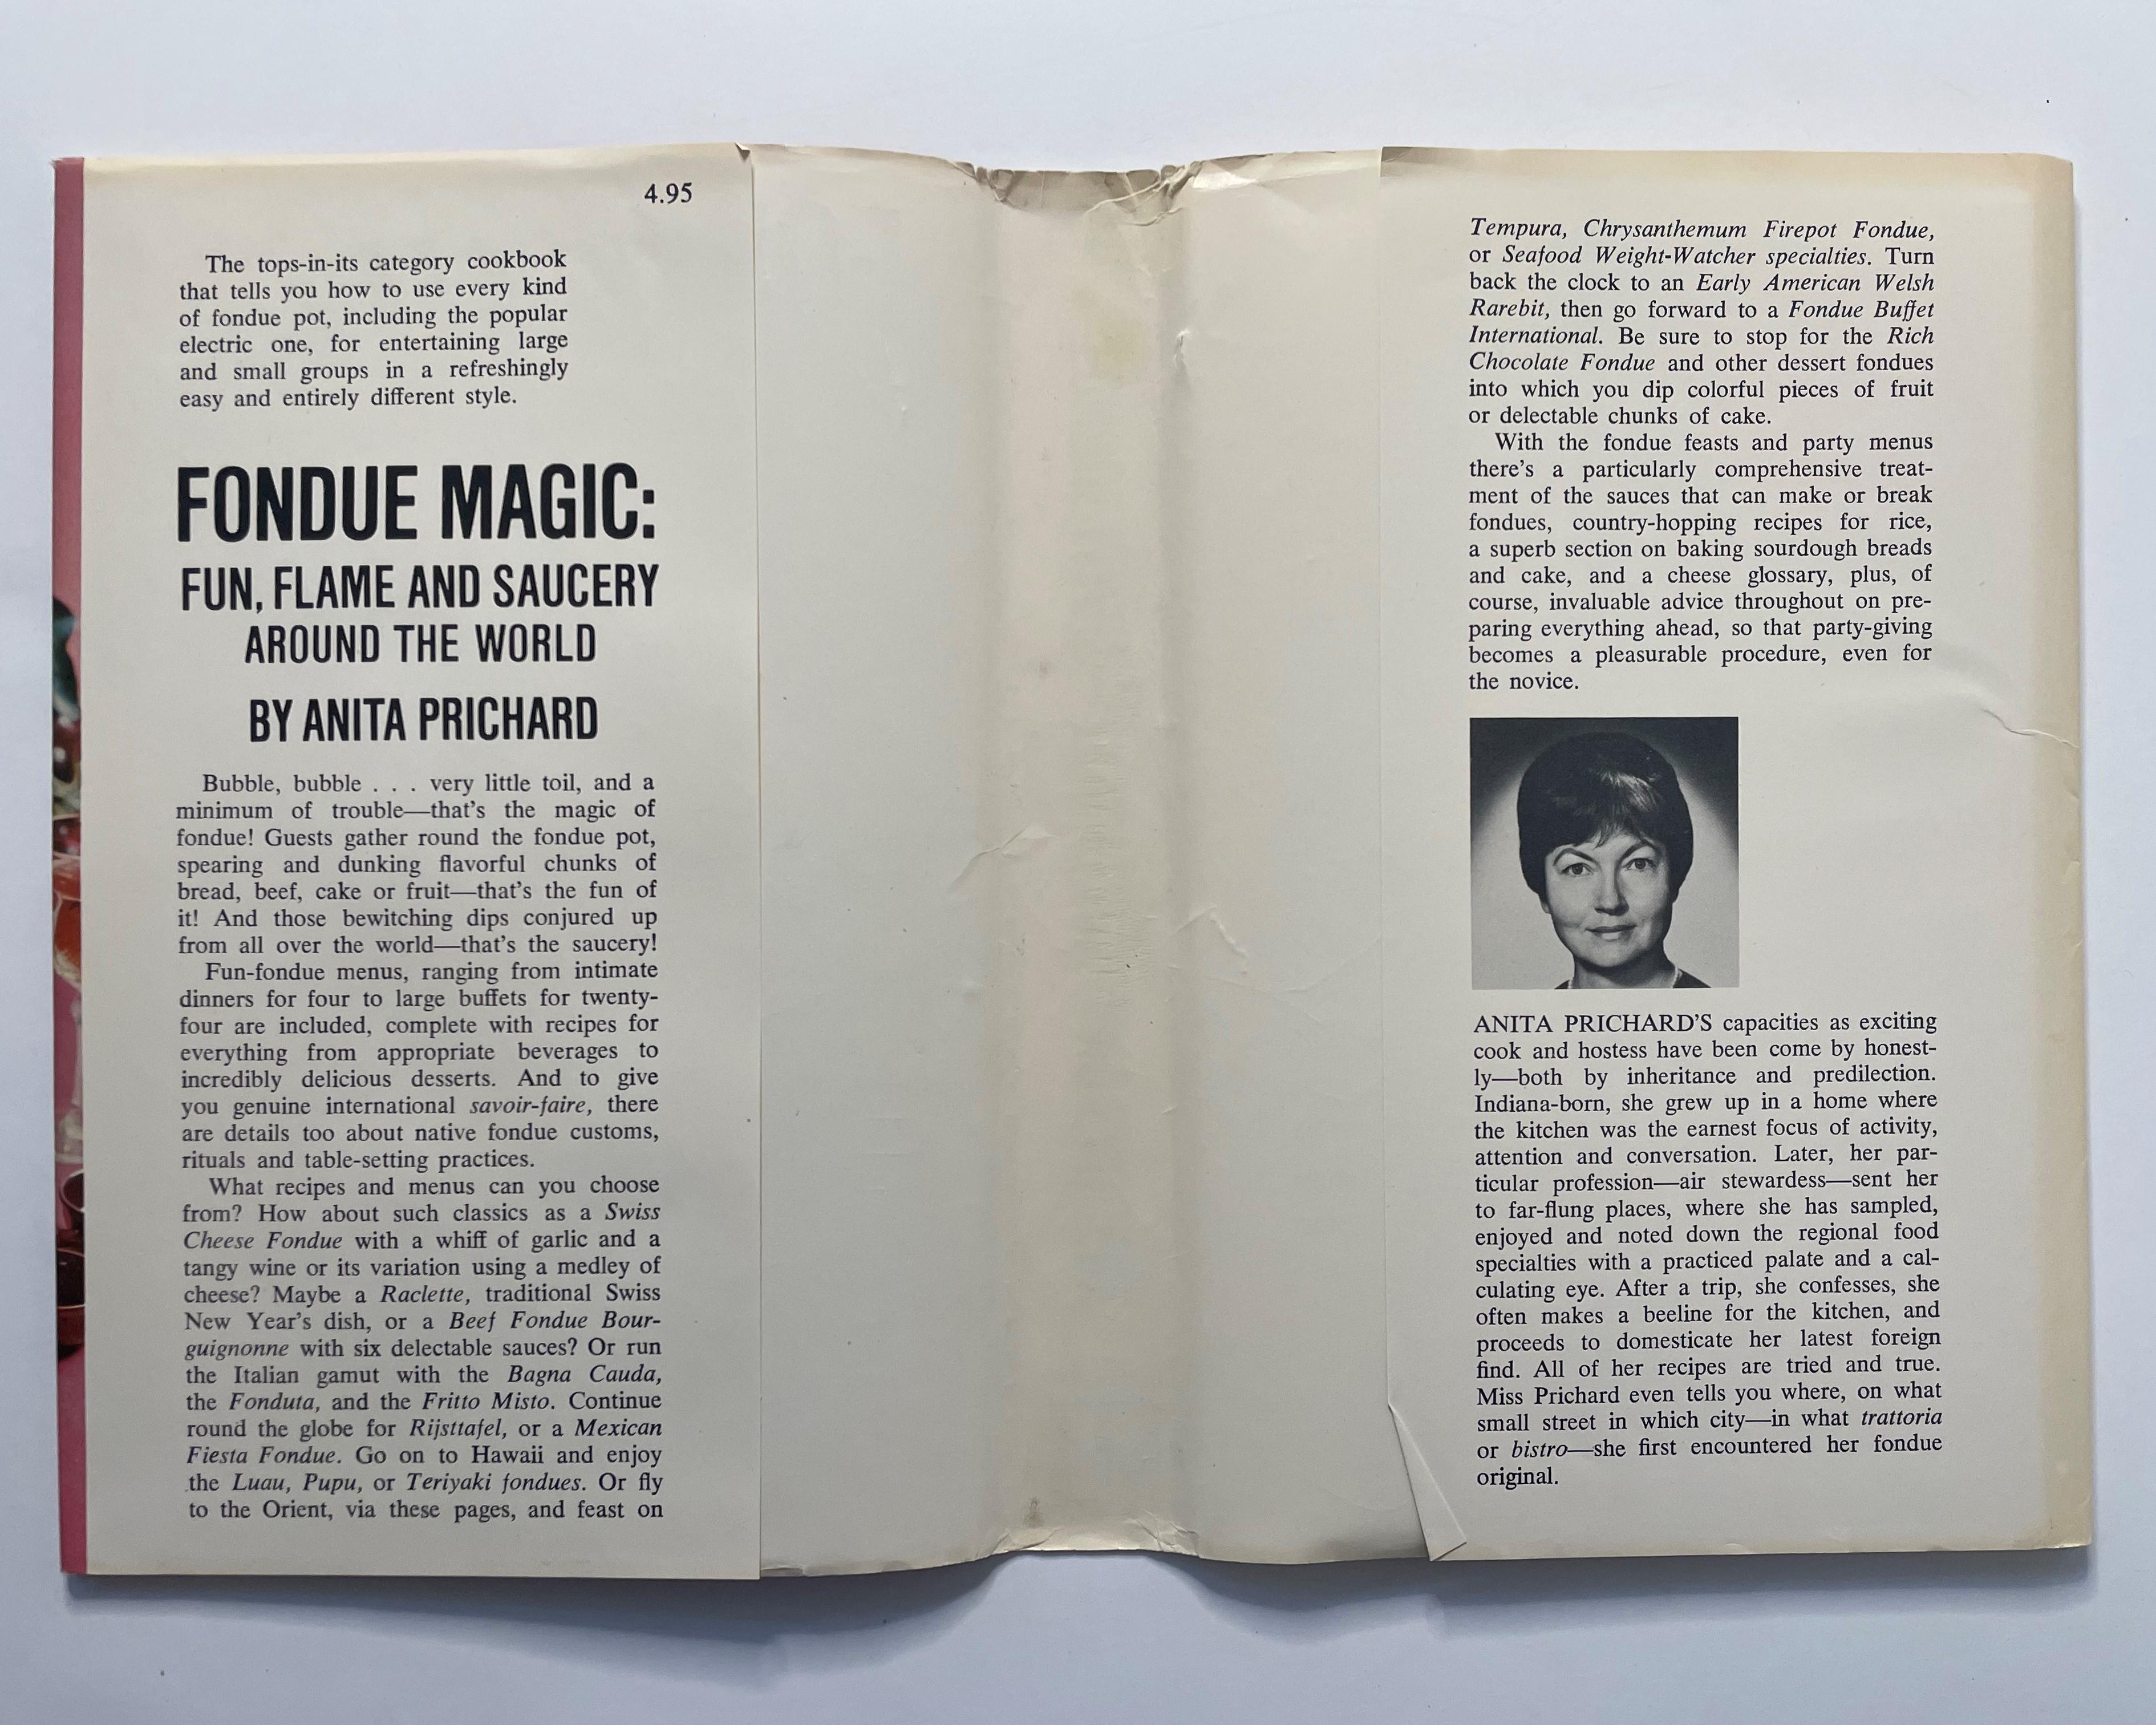 4.95
The tops-in-its category cookbook
that tells you how to use every kind
of fondue pot, including the popular
electric one, for entertaining large
and small groups in a refreshingly
easy and entirely different style.
FONDUE MAGIC:
FUN, FLAME AND SAUCERY
AROUND THE WORLD
BY ANITA PRICHARD
Bubble, bubble . . . very little toil, and a
minimum of trouble—that's the magic of
fondue! Guests gather round the fondue pot,
spearing and dunking flavorful chunks of
bread, beef, cake or fruit—that's the fun of
it! And those bewitching dips conjured up
from all over the world—that's the saucery!
Fun-fondue menus, ranging from intimate
dinners for four to large buffets for twenty-
four are included, complete with recipes for
everything from appropriate beverages to
incredibly delicious desserts. And to give
you genuine international savoir-faire, there
are details too about native fondue customs,
rituals and table-setting practices.
What recipes and menus can you choose
from? How about such classics as a Swiss
Cheese Fondue with a whiff of garlic and a
tangy wine or its variation using a medley of
cheese? Maybe a Raclette, traditional Swiss
New Year's dish, or a Beef Fondue Bour-
guignonne with six delectable sauces? Or run
the Italian gamut with the Bagna Cauda,
the Fonduta, and the Fritto Misto. Continue
round the globe for Rijsttafel, or a Mexican
Fiesta Fondue. Go on to Hawaii and enjoy
the Luau, Pupu, or Teriyaki fondues. Or fly
to the Orient, via these pages, and feast on
Tempura, Chrysanthemum Firepot Fondue,
or Seafood Weight-Watcher specialties. Turn
back the clock to an Early American Welsh
Rarebit, then go forward to a Fondue Buffet
International. Be sure to stop for the Rich
Chocolate Fondue and other dessert fondues
into which you dip colorful pieces of fruit
or delectable chunks of cake.
With the fondue feasts and party menus
there's a particularly comprehensive treat-
ment of the sauces that can make or break
fondues, country-hopping recipes for rice,
a superb section on baking sourdough breads
and cake, and a cheese glossary, plus, of
course, invaluable advice throughout on pre-
paring everything ahead, so that party-giving
becomes a pleasurable procedure, even for
the novice.
ANITA PRICHARD'S capacities as exciting
cook and hostess have been come by honest-
ly—both by inheritance and predilection.
Indiana-born, she grew up in a home where
the kitchen was the earnest focus of activity,
attention and conversation. Later, her par-
ticular profession—air stewardess—sent her
to far-flung places, where she has sampled,
enjoyed and noted down the regional food
specialties with a practiced palate and a cal-
culating eye. After a trip, she confesses, she
often makes a beeline for the kitchen, and
proceeds to domesticate her latest foreign
find. All of her recipes are tried and true.
Miss Prichard even tells you where, on what
small street in which city—in what trattoria
or bistro—she first encountered her fondue
original.